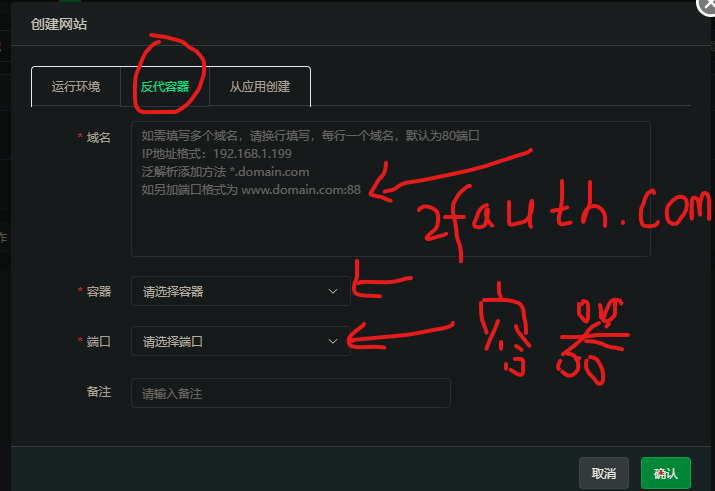 创建网站
运行环境 反代容器 从应用创建
* 域名
如需填写多个域名，请换行填写，每行一个域名，默认为80端口
IP地址格式：192.168.1.199
泛解析添加方法 *.domain.com
如另加端口格式为 www.domain.com:88
2fauth.com
* 容器 请选择容器
* 端口 请选择端口
容器
备注 请输入备注
作
取消 确认